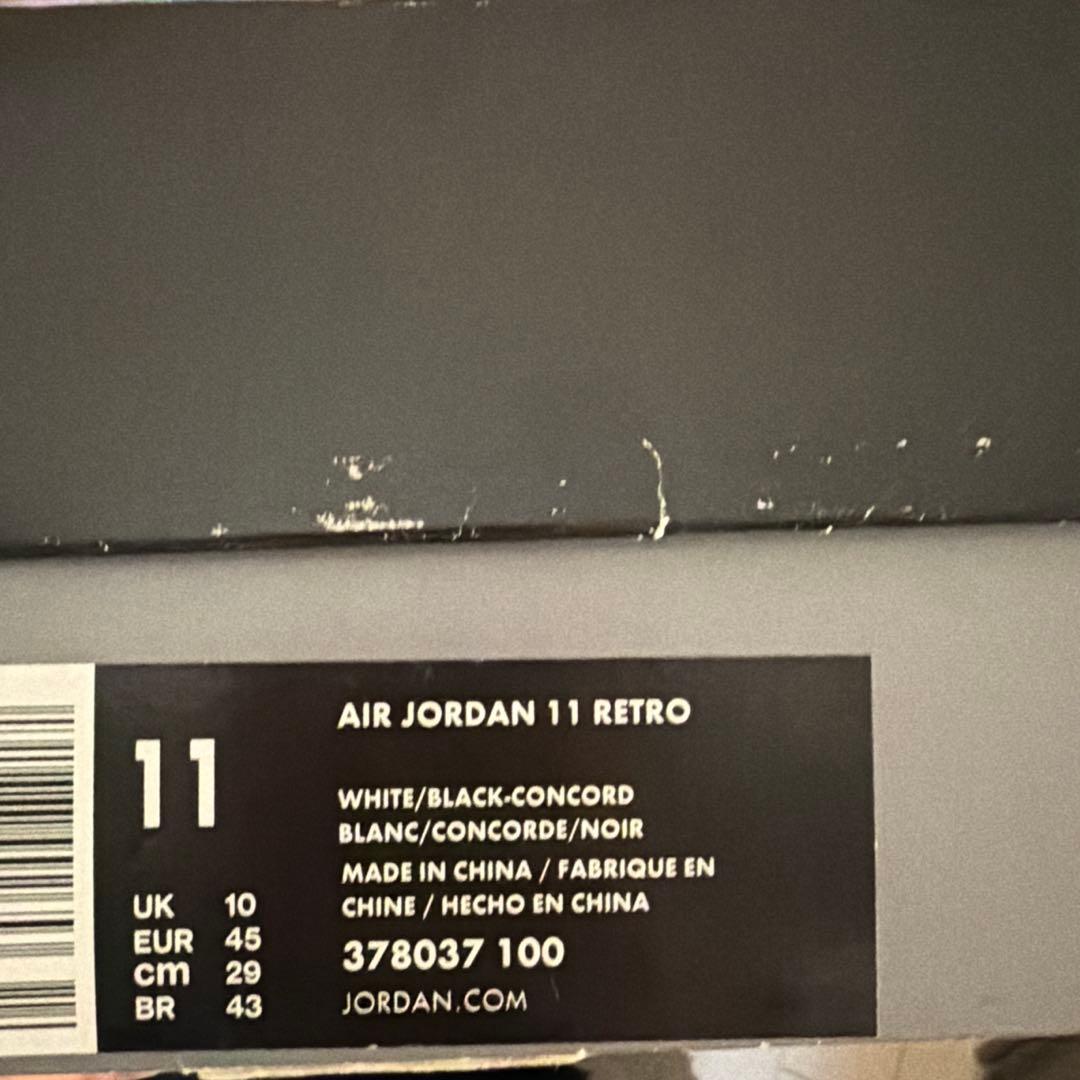 11
AIR JORDAN 11 RETRO
WHITE/BLACK-CONCORD
BLANC/CONCORDE/NOIR
MADE IN CHINA / FABRIQUE EN
CHINE / HECHO EN CHINA
378037 100
JORDAN.COM
UK 10
EUR 45
cm 29
BR 43